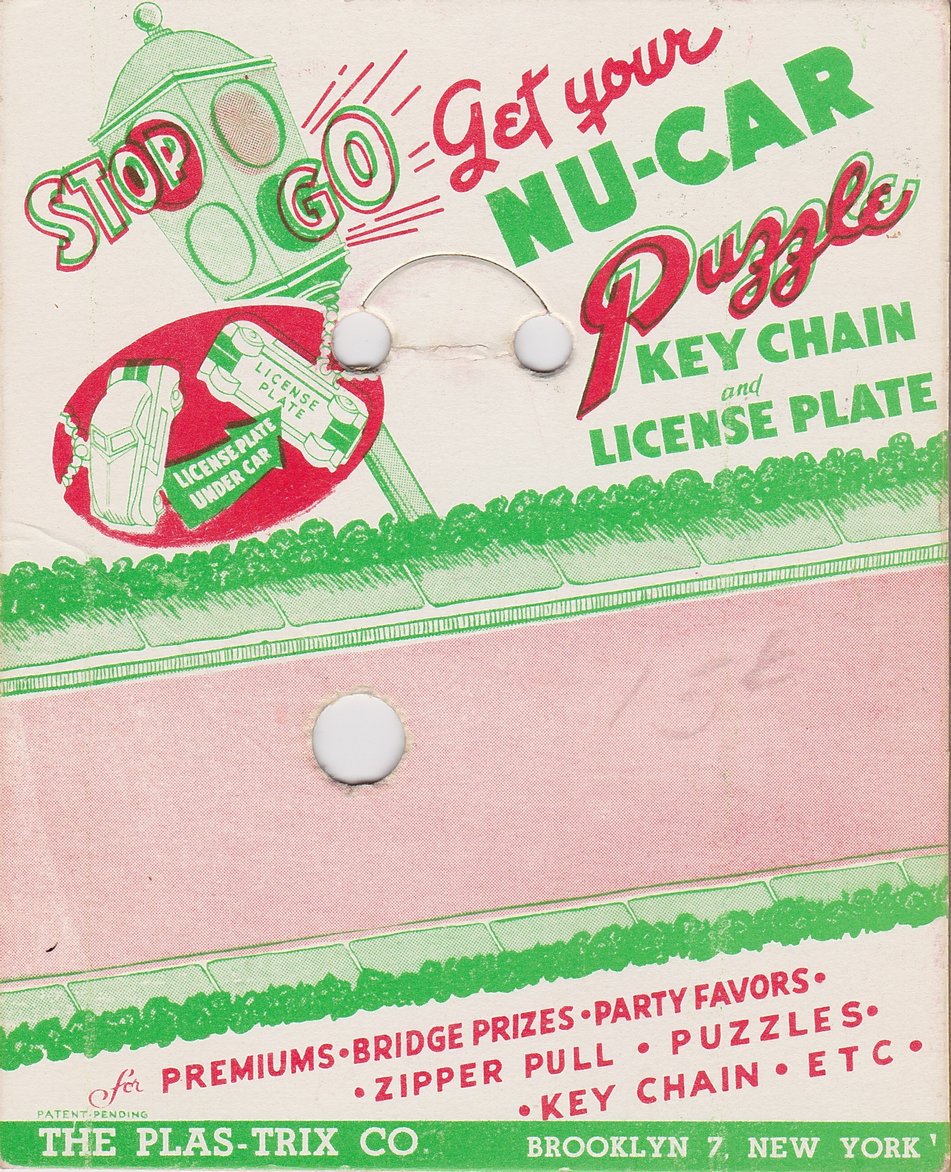 STOP
GO
Get your
NU-CAR
Puzzle
KEY CHAIN
and
LICENSE PLATE
LICENSE
PLATE
LICENSE PLATE
UNDER CAR
15¢
for PREMIUMS • BRIDGE PRIZES • PARTY FAVORS •
• ZIPPER PULL • PUZZLES •
• KEY CHAIN • ETC •
PATENT-PENDING
THE PLAS-TRIX CO. BROOKLYN 7, NEW YORK